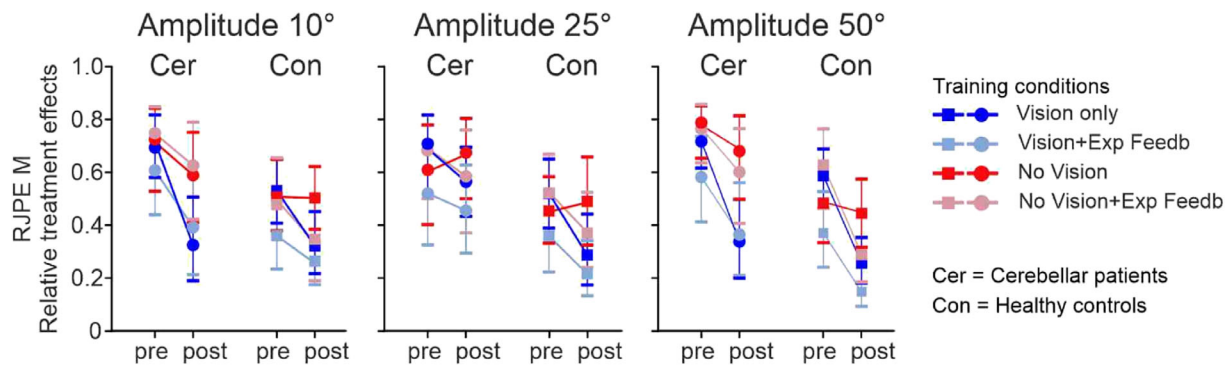 Amplitude 10° Amplitude 25° Amplitude 50°
Cer Con Cer Con Cer Con
RJPE M
Relative treatment effects
1.0
0.8
0.6
0.4
0.2
0
pre post pre post pre post pre post pre post pre post
Training conditions
Vision only
Vision+Exp Feedb
No Vision
No Vision+Exp Feedb
Cer = Cerebellar patients
Con = Healthy controls